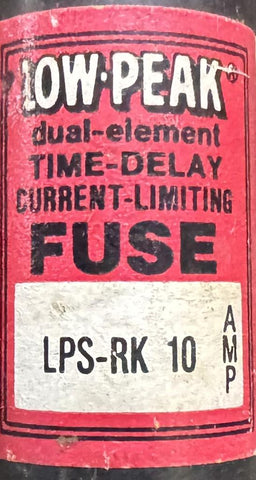 LOW-PEAK®
dual-element
TIME-DELAY
CURRENT-LIMITING
FUSE
LPS-RK 10
AMP